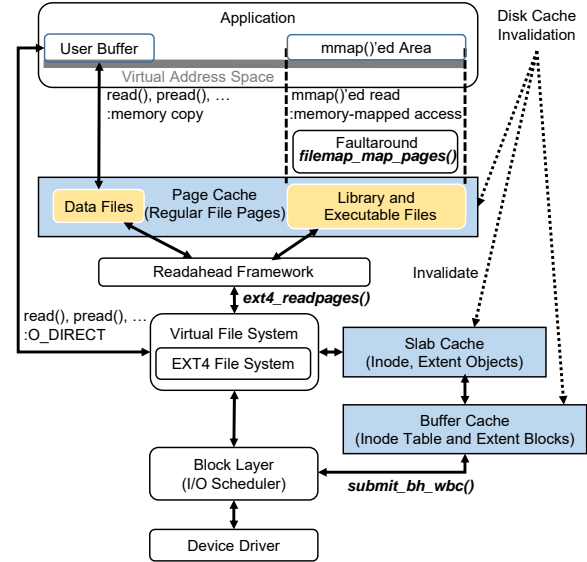 Application
Disk Cache
Invalidation
User Buffer
mmap()'ed Area
Virtual Address Space
read(), pread(), …
:memory copy
mmap()'ed read
:memory-mapped access
Faultaround
filemap_map_pages()
Data Files
Page Cache
(Regular File Pages)
Library and
Executable Files
Readahead Framework
Invalidate
ext4_readpages()
read(), pread(), …
:O_DIRECT
Virtual File System
EXT4 File System
Slab Cache
(Inode, Extent Objects)
Buffer Cache
(Inode Table and Extent Blocks)
Block Layer
(I/O Scheduler)
submit_bh_wbc()
Device Driver